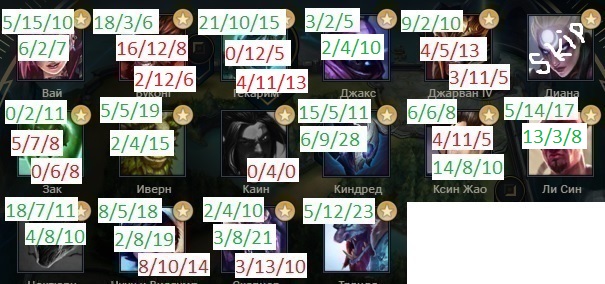 5/15/10 18/3/6 21/10/15 3/2/5 9/2/10
6/2/7 16/12/8 0/12/5 2/4/10 4/5/13 Skip
2/12/6 4/11/13 3/11/5
Вай Вуконг Гекарим Джакс Джарван IV Диана
0/2/11 5/5/19 15/5/11 6/6/8 5/14/17
5/7/8 2/4/15 6/9/28 4/11/5 13/3/8
0/6/8 0/4/0 14/8/10
Зак Иверн Каин Киндред Ксин Жао Ли Син
18/7/11 8/5/18 2/4/10 5/12/23
4/8/10 2/8/19 3/8/21
8/10/14 3/13/10